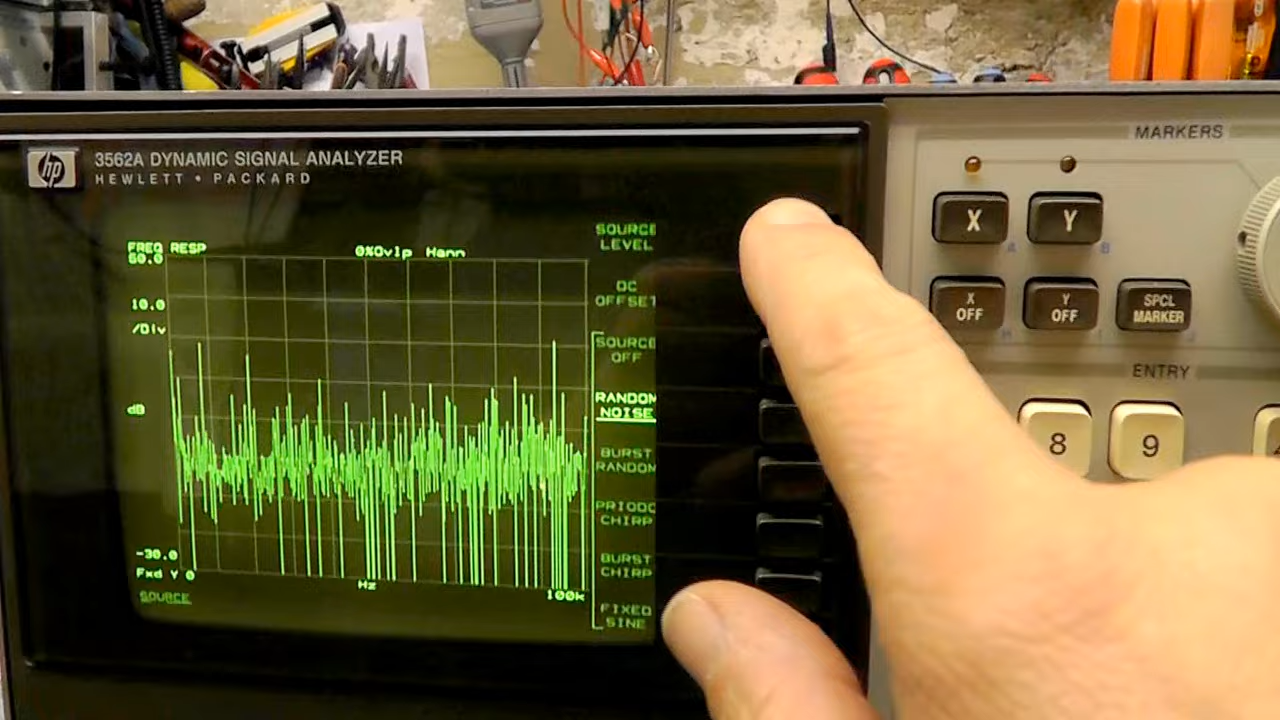 hp
3562A DYNAMIC SIGNAL ANALYZER
HEWLETT • PACKARD
FREQ RESP
0%Ovlp Hann
50.0
10.0
/Div
dB
-30.0
Fxd Y 0
Hz
100k
SOURCE
SOURCE
LEVEL
DC
OFFSET
SOURCE
OFF
RANDOM
NOISE
BURST
RANDOM
PRIODC
CHIRP
BURST
CHIRP
FIXED
SINE
MARKERS
X
A
Y
B
X
OFF
Y
OFF
SPCL
MARKER
ENTRY
8
9